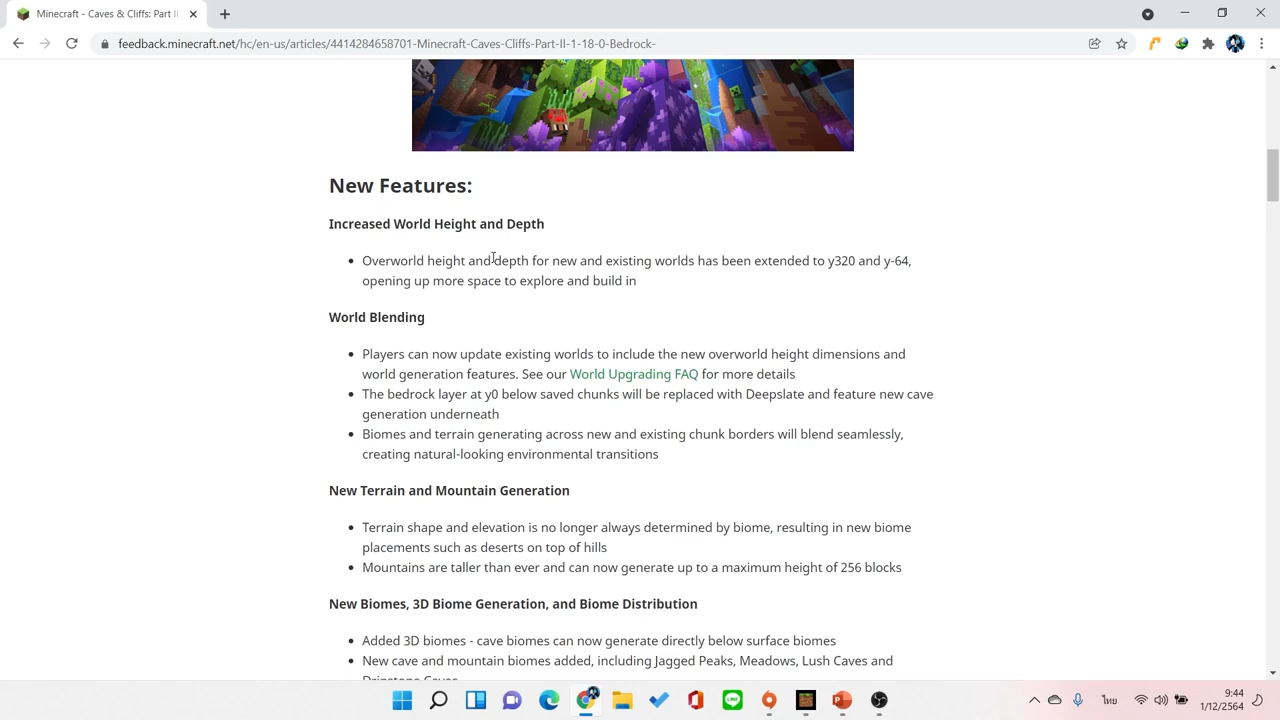 Minecraft - Caves & Cliffs: Part II
feedback.minecraft.net/hc/en-us/articles/4414284658701-Minecraft-Caves-Cliffs-Part-II-1-18-0-Bedrock-
New Features:
Increased World Height and Depth
Overworld height and depth for new and existing worlds has been extended to y320 and y-64,
opening up more space to explore and build in
World Blending
Players can now update existing worlds to include the new overworld height dimensions and
world generation features. See our World Upgrading FAQ for more details
The bedrock layer at y0 below saved chunks will be replaced with Deepslate and feature new cave
generation underneath
Biomes and terrain generating across new and existing chunk borders will blend seamlessly,
creating natural-looking environmental transitions
New Terrain and Mountain Generation
Terrain shape and elevation is no longer always determined by biome, resulting in new biome
placements such as deserts on top of hills
Mountains are taller than ever and can now generate up to a maximum height of 256 blocks
New Biomes, 3D Biome Generation, and Biome Distribution
Added 3D biomes - cave biomes can now generate directly below surface biomes
New cave and mountain biomes added, including Jagged Peaks, Meadows, Lush Caves and
Dripstone Caves
LINE
ไทย
9:44
1/12/2564